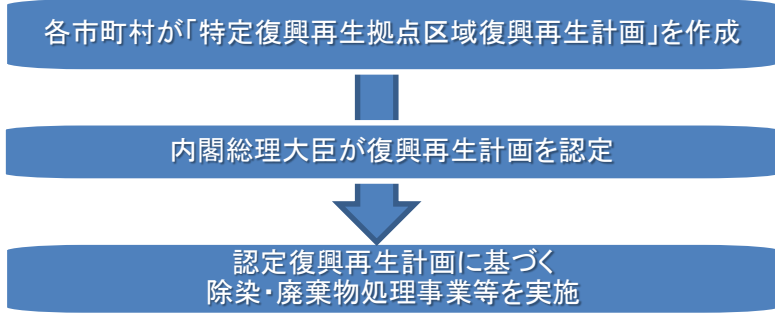 各市町村が「特定復興再生拠点区域復興再生計画」を作成
内閣総理大臣が復興再生計画を認定
認定復興再生計画に基づく
除染・廃棄物処理事業等を実施